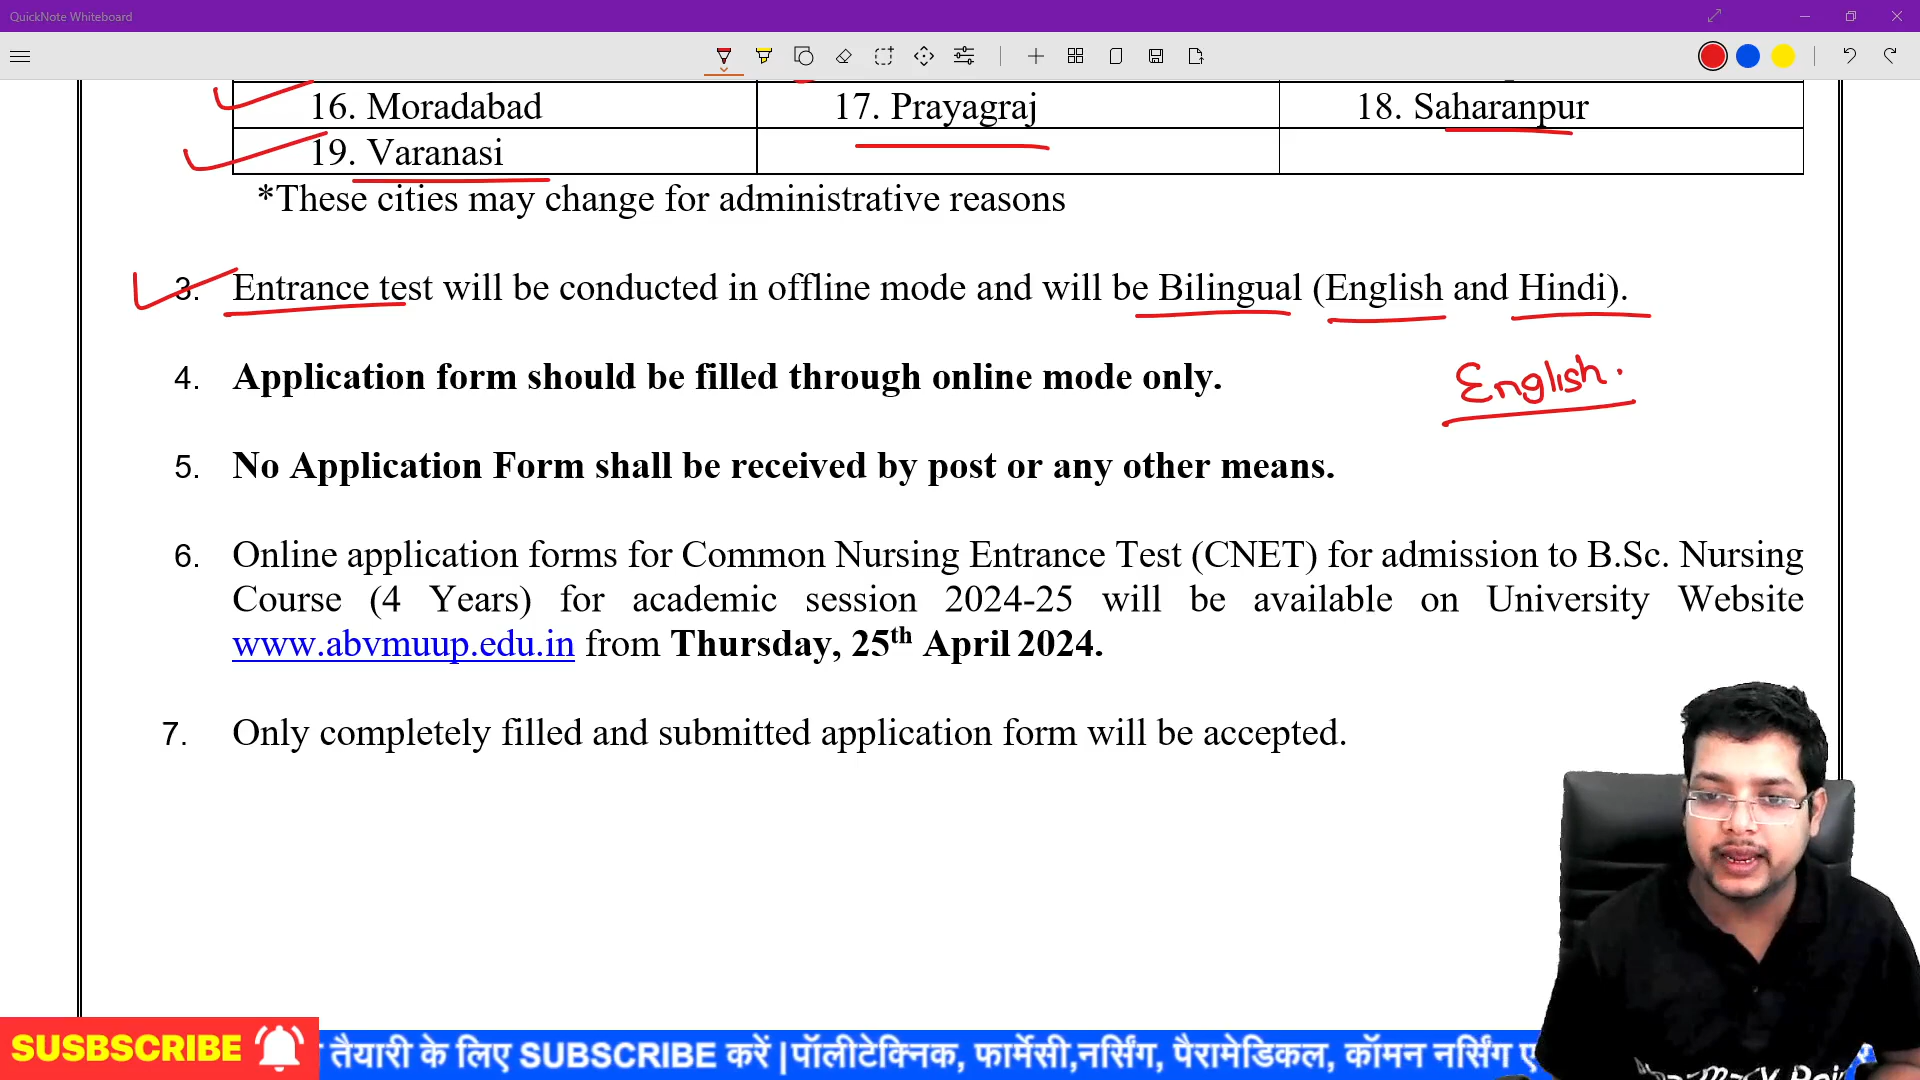 QuickNote Whiteboard
16. Moradabad 17. Prayagraj 18. Saharanpur
19. Varanasi
*These cities may change for administrative reasons
3. Entrance test will be conducted in offline mode and will be Bilingual (English and Hindi).
English.
4. Application form should be filled through online mode only.
5. No Application Form shall be received by post or any other means.
6. Online application forms for Common Nursing Entrance Test (CNET) for admission to B.Sc. Nursing
Course (4 Years) for academic session 2024-25 will be available on University Website
www.abvmuup.edu.in from Thursday, 25th April 2024.
7. Only completely filled and submitted application form will be accepted.
SUSBSCRIBE
तैयारी के लिए SUBSCRIBE करें |पॉलीटेक्निक, फार्मेसी,नर्सिंग, पैरामेडिकल, कॉमन नर्सिंग